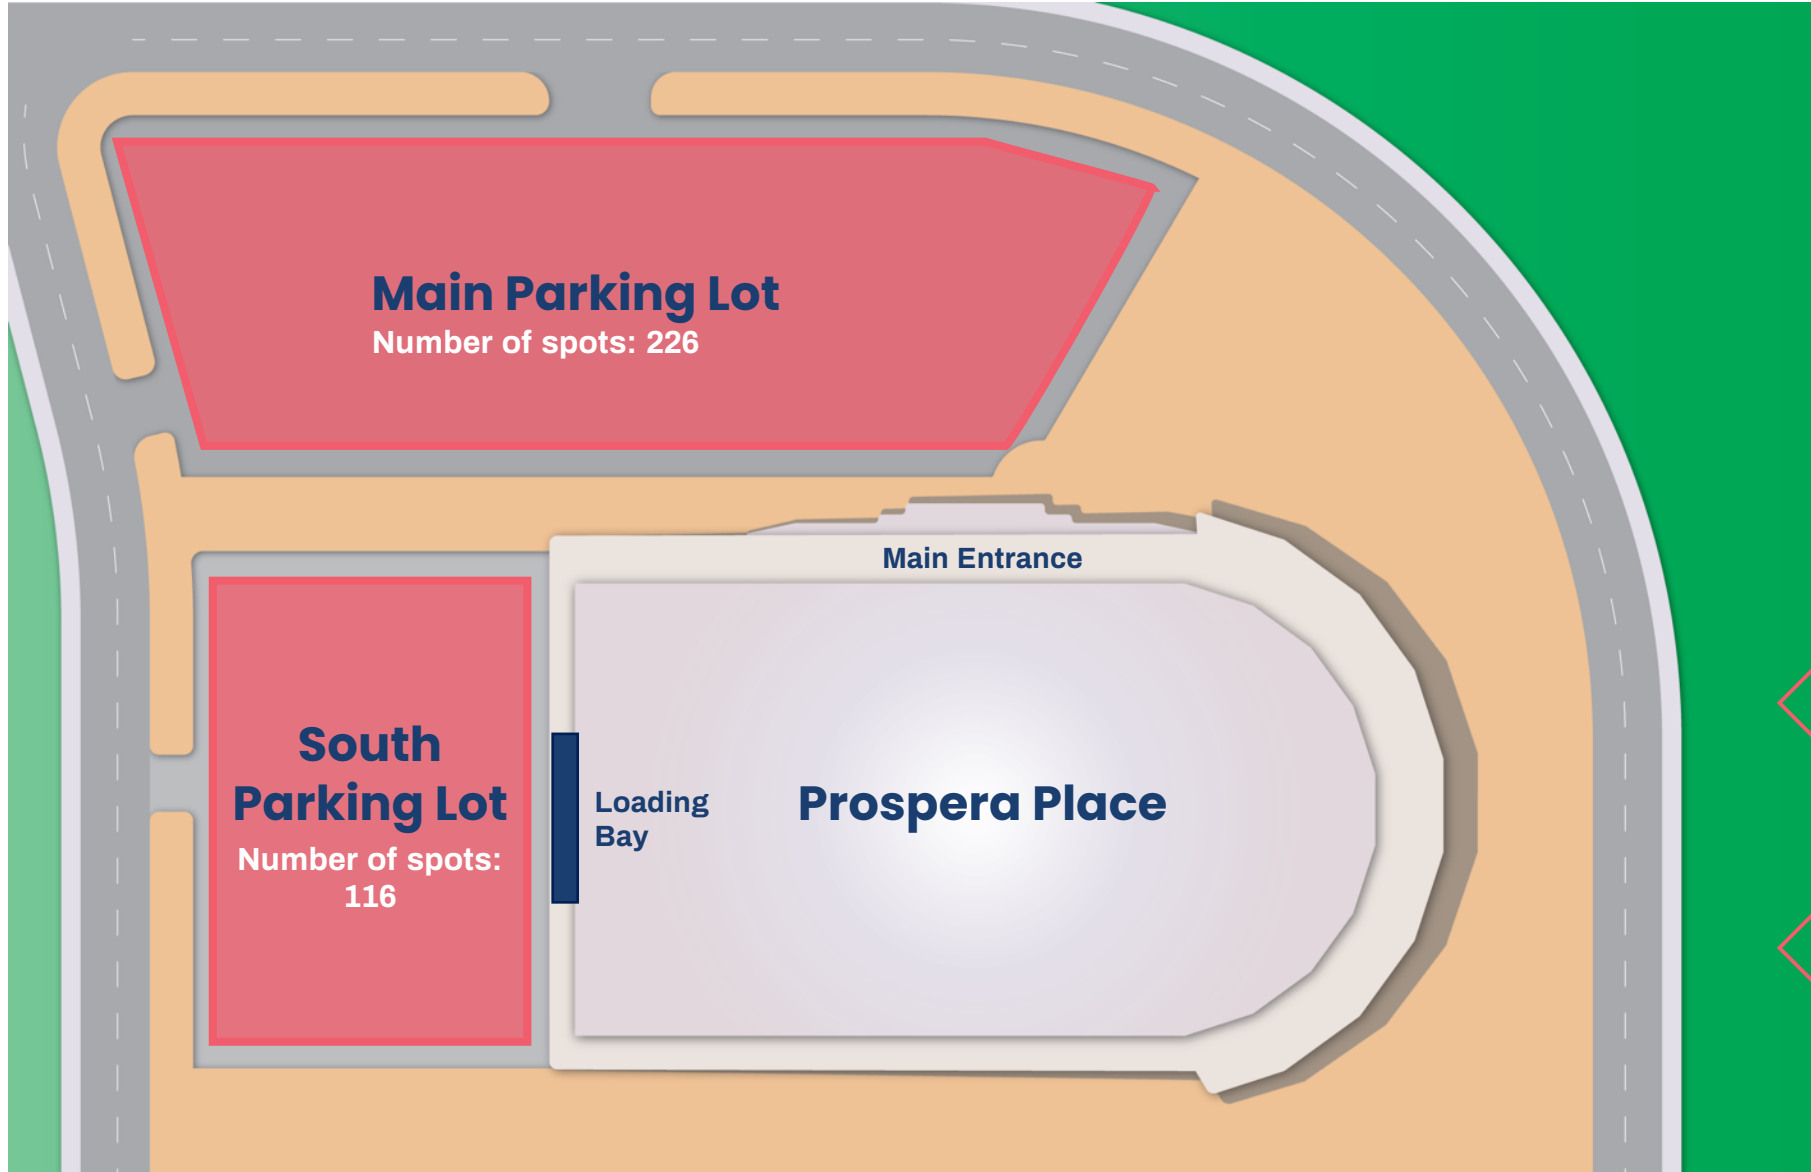 Main Parking Lot
Number of spots: 226
Main Entrance
South
Parking Lot
Number of spots:
116
Loading
Bay
Prospera Place